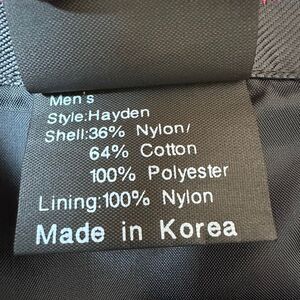 Men's
Style:Hayden
Shell:36% Nylon/
64% Cotton
100% Polyester
Lining:100% Nylon
Made in Korea